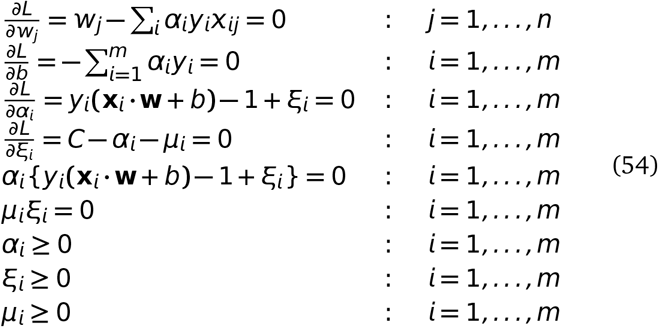 ∂L/∂w_j = w_j − ∑_i α_i y_i x_ij = 0 : j = 1, . . . , n
∂L/∂b = − ∑_{i=1}^m α_i y_i = 0 : i = 1, . . . , m
∂L/∂α_i = y_i(𝐱_i · 𝐰 + b) − 1 + ξ_i = 0 : i = 1, . . . , m
∂L/∂ξ_i = C − α_i − μ_i = 0 : i = 1, . . . , m
α_i{y_i(𝐱_i · 𝐰 + b) − 1 + ξ_i} = 0 : i = 1, . . . , m (54)
μ_i ξ_i = 0 : i = 1, . . . , m
α_i ≥ 0 : i = 1, . . . , m
ξ_i ≥ 0 : i = 1, . . . , m
μ_i ≥ 0 : i = 1, . . . , m